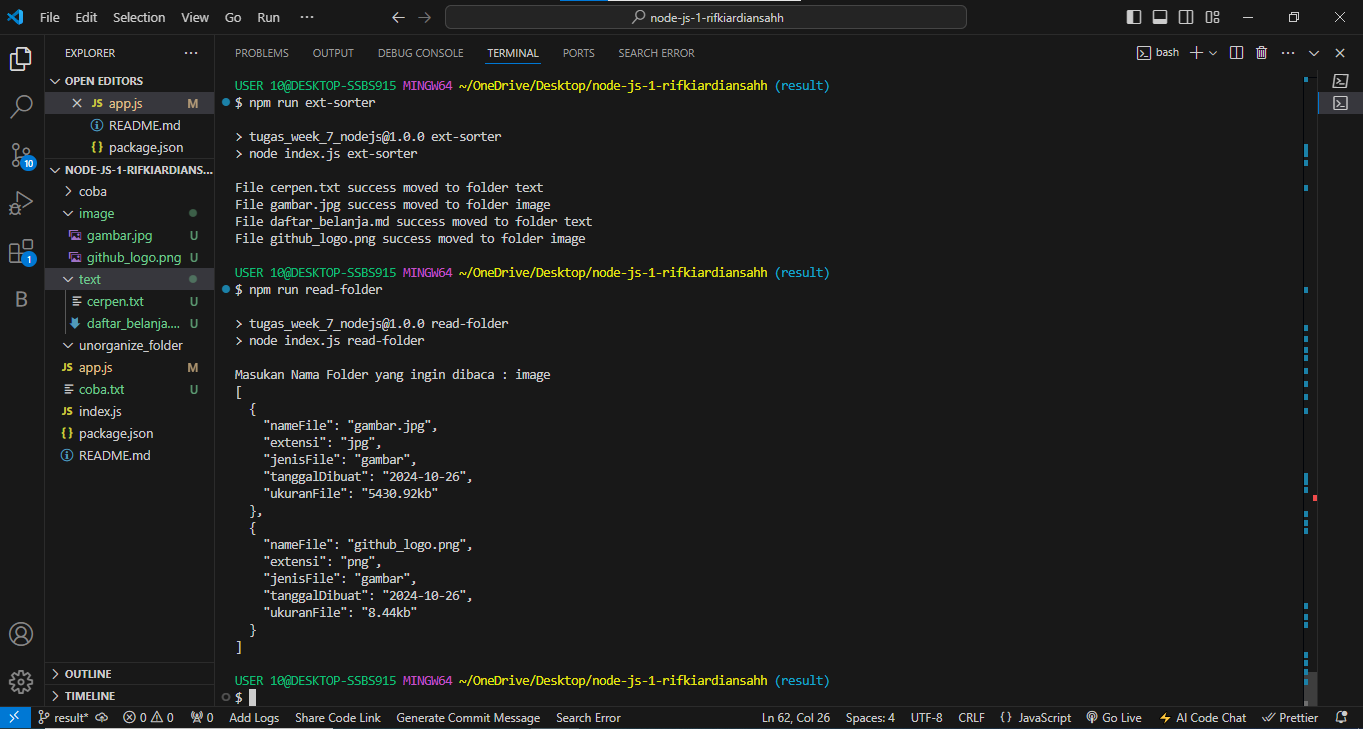 File Edit Selection View Go Run ···
node-js-1-rifkiardiansahh
EXPLORER ···
OPEN EDITORS
JS app.js M
README.md
{} package.json
NODE-JS-1-RIFKIARDIANS...
coba
image
gambar.jpg U
github_logo.png U
text
cerpen.txt U
daftar_belanja.... U
unorganize_folder
JS app.js M
coba.txt U
JS index.js
{} package.json
README.md
OUTLINE
TIMELINE
10
1
B
PROBLEMS OUTPUT DEBUG CONSOLE TERMINAL PORTS SEARCH ERROR
bash
USER 10@DESKTOP-SSBS915 MINGW64 ~/OneDrive/Desktop/node-js-1-rifkiardiansahh (result)
$ npm run ext-sorter
> tugas_week_7_nodejs@1.0.0 ext-sorter
> node index.js ext-sorter
File cerpen.txt success moved to folder text
File gambar.jpg success moved to folder image
File daftar_belanja.md success moved to folder text
File github_logo.png success moved to folder image
USER 10@DESKTOP-SSBS915 MINGW64 ~/OneDrive/Desktop/node-js-1-rifkiardiansahh (result)
$ npm run read-folder
> tugas_week_7_nodejs@1.0.0 read-folder
> node index.js read-folder
Masukan Nama Folder yang ingin dibaca : image
[
{
"nameFile": "gambar.jpg",
"extensi": "jpg",
"jenisFile": "gambar",
"tanggalDibuat": "2024-10-26",
"ukuranFile": "5430.92kb"
},
{
"nameFile": "github_logo.png",
"extensi": "png",
"jenisFile": "gambar",
"tanggalDibuat": "2024-10-26",
"ukuranFile": "8.44kb"
}
]
USER 10@DESKTOP-SSBS915 MINGW64 ~/OneDrive/Desktop/node-js-1-rifkiardiansahh (result)
$
result* 0 0 0 Add Logs Share Code Link Generate Commit Message Search Error Ln 62, Col 26 Spaces: 4 UTF-8 CRLF {} JavaScript Go Live AI Code Chat Prettier